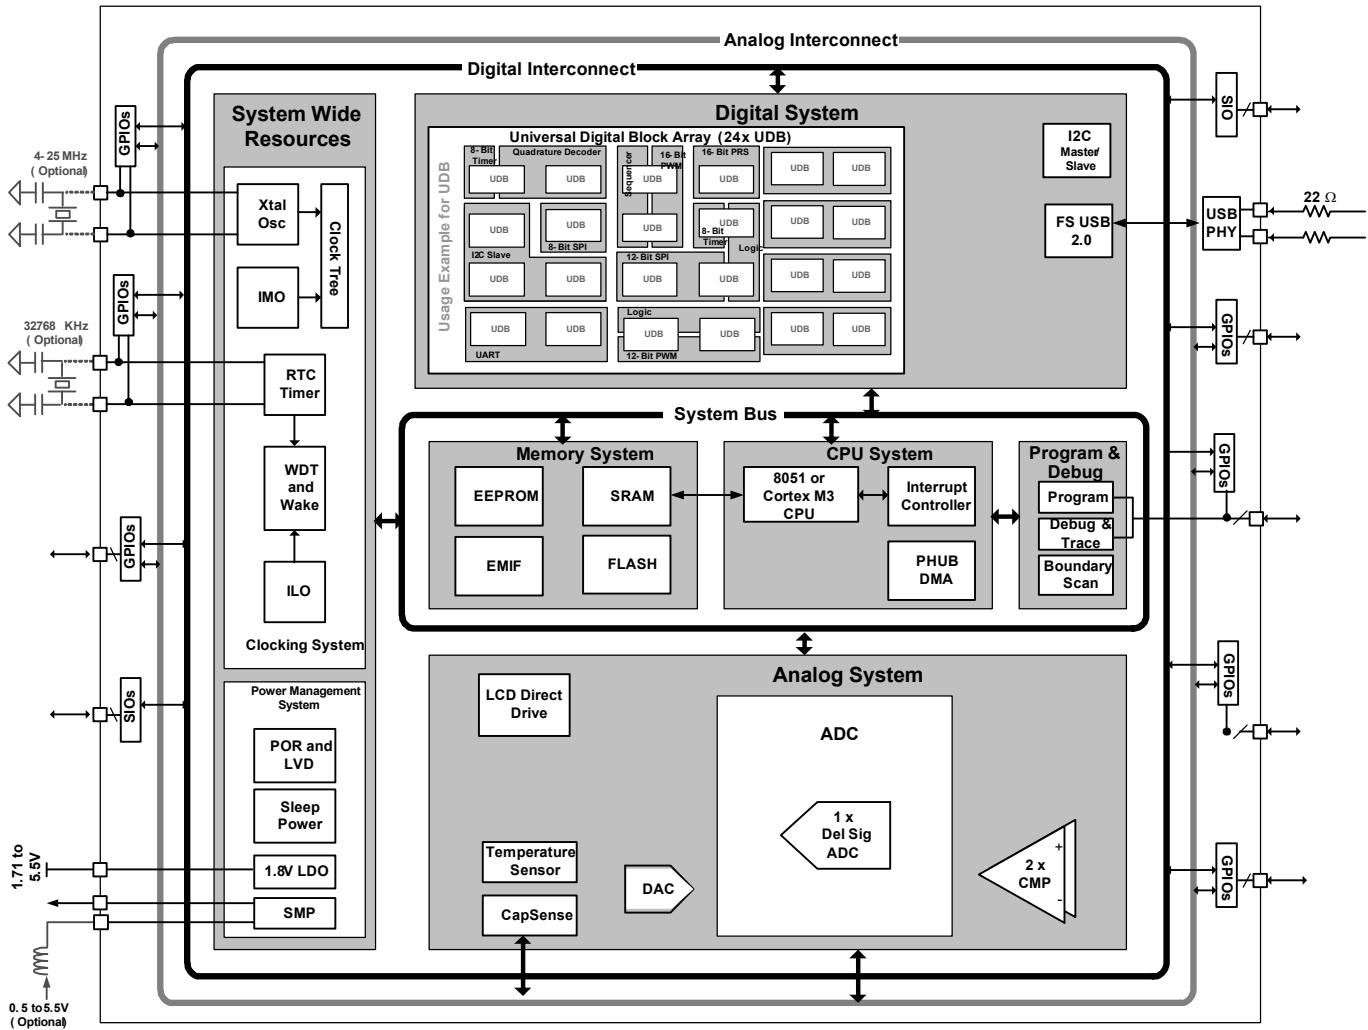 Analog Interconnect
Digital Interconnect
System Wide
Resources
Digital System
Universal Digital Block Array (24x UDB)
Usage Example for UDB
8- Bit
Timer
Quadrature Decoder
Sequencer
16- Bit
PWM
16- Bit PRS
UDB
UDB
UDB
UDB
UDB
UDB
I2C Slave
8- Bit SPI
UDB
UDB
UDB
UDB
UDB
8- Bit
Timer
Logic
12- Bit SPI
UDB
UDB
UDB
UDB
UDB
UDB
UART
UDB
UDB
Logic
UDB
UDB
12- Bit PWM
UDB
UDB
I2C
Master/
Slave
FS USB
2.0
SIO
USB
PHY
22 Ω
GPIOs
GPIOs
GPIOs
GPIOs
GPIOs
4- 25 MHz
( Optional)
Xtal
Osc
Clock Tree
IMO
GPIOs
32768 KHz
( Optional)
RTC
Timer
WDT
and
Wake
ILO
Clocking System
GPIOs
SIOs
System Bus
Memory System
EEPROM
SRAM
EMIF
FLASH
CPU System
8051 or
Cortex M3
CPU
Interrupt
Controller
PHUB
DMA
Program &
Debug
Program
Debug &
Trace
Boundary
Scan
Power Management
System
POR and
LVD
Sleep
Power
1.8V LDO
SMP
1.71 to
5.5V
0. 5 to 5.5V
( Optional)
Analog System
LCD Direct
Drive
ADC
1 x
Del Sig
ADC
Temperature
Sensor
CapSense
DAC
2 x
CMP
+
-